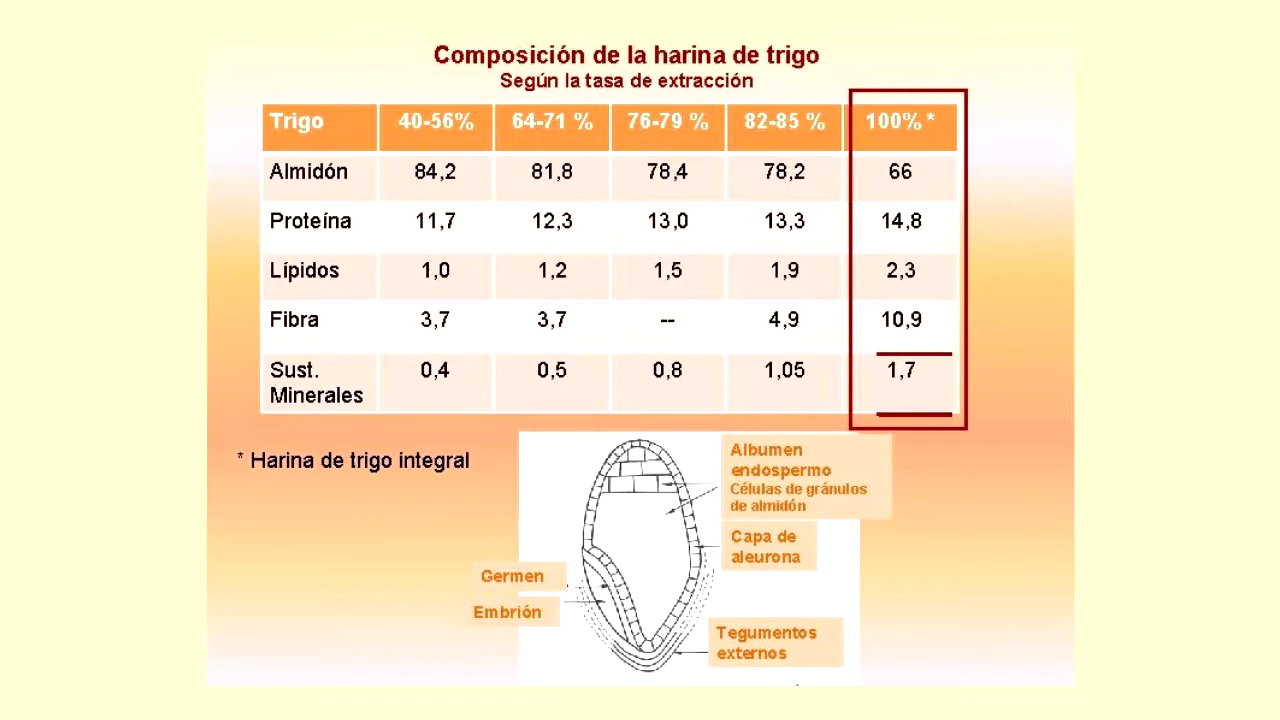 Composición de la harina de trigo
Según la tasa de extracción
Trigo 40-56% 64-71 % 76-79 % 82-85 % 100% *
Almidón 84,2 81,8 78,4 78,2 66
Proteína 11,7 12,3 13,0 13,3 14,8
Lípidos 1,0 1,2 1,5 1,9 2,3
Fibra 3,7 3,7 -- 4,9 10,9
Sust. 0,4 0,5 0,8 1,05 1,7
Minerales
* Harina de trigo integral
Albumen
endospermo
Células de gránulos
de almidón
Capa de
aleurona
Germen
Embrión
Tegumentos
externos